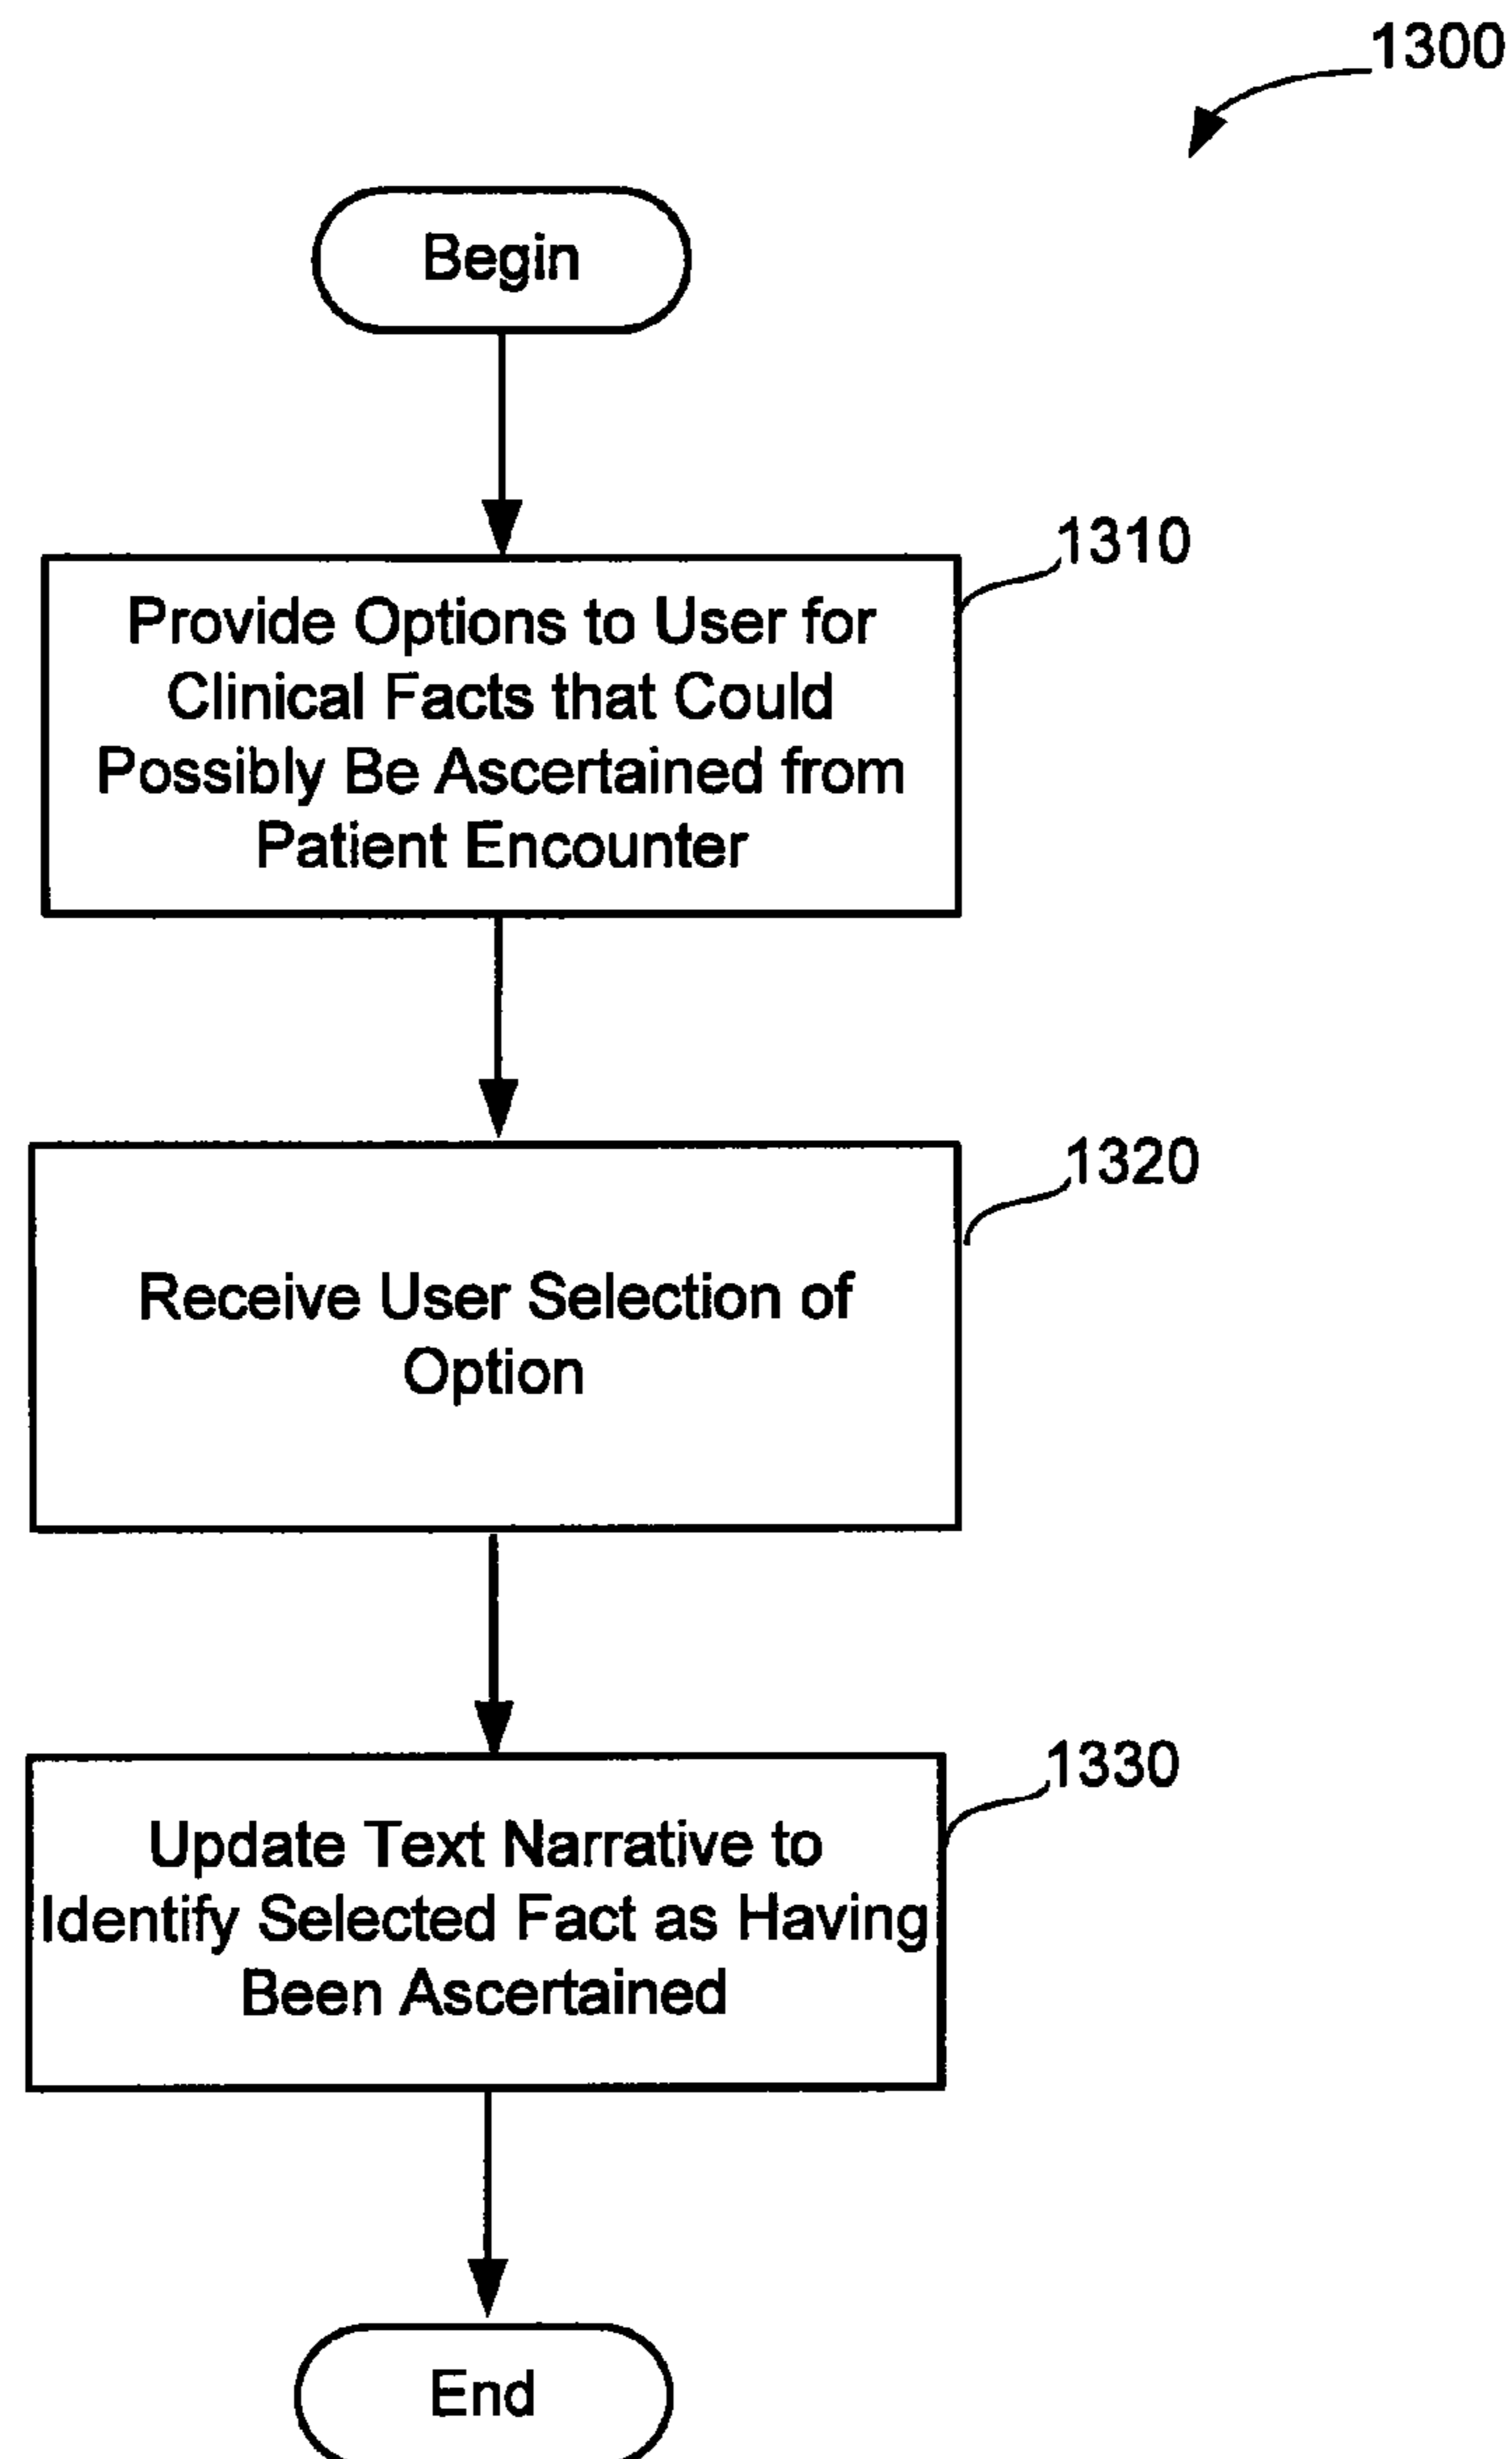 1300
Begin
1310
Provide Options to User for
Clinical Facts that Could
Possibly Be Ascertained from
Patient Encounter
1320
Receive User Selection of
Option
1330
Update Text Narrative to
Identify Selected Fact as Having
Been Ascertained
End